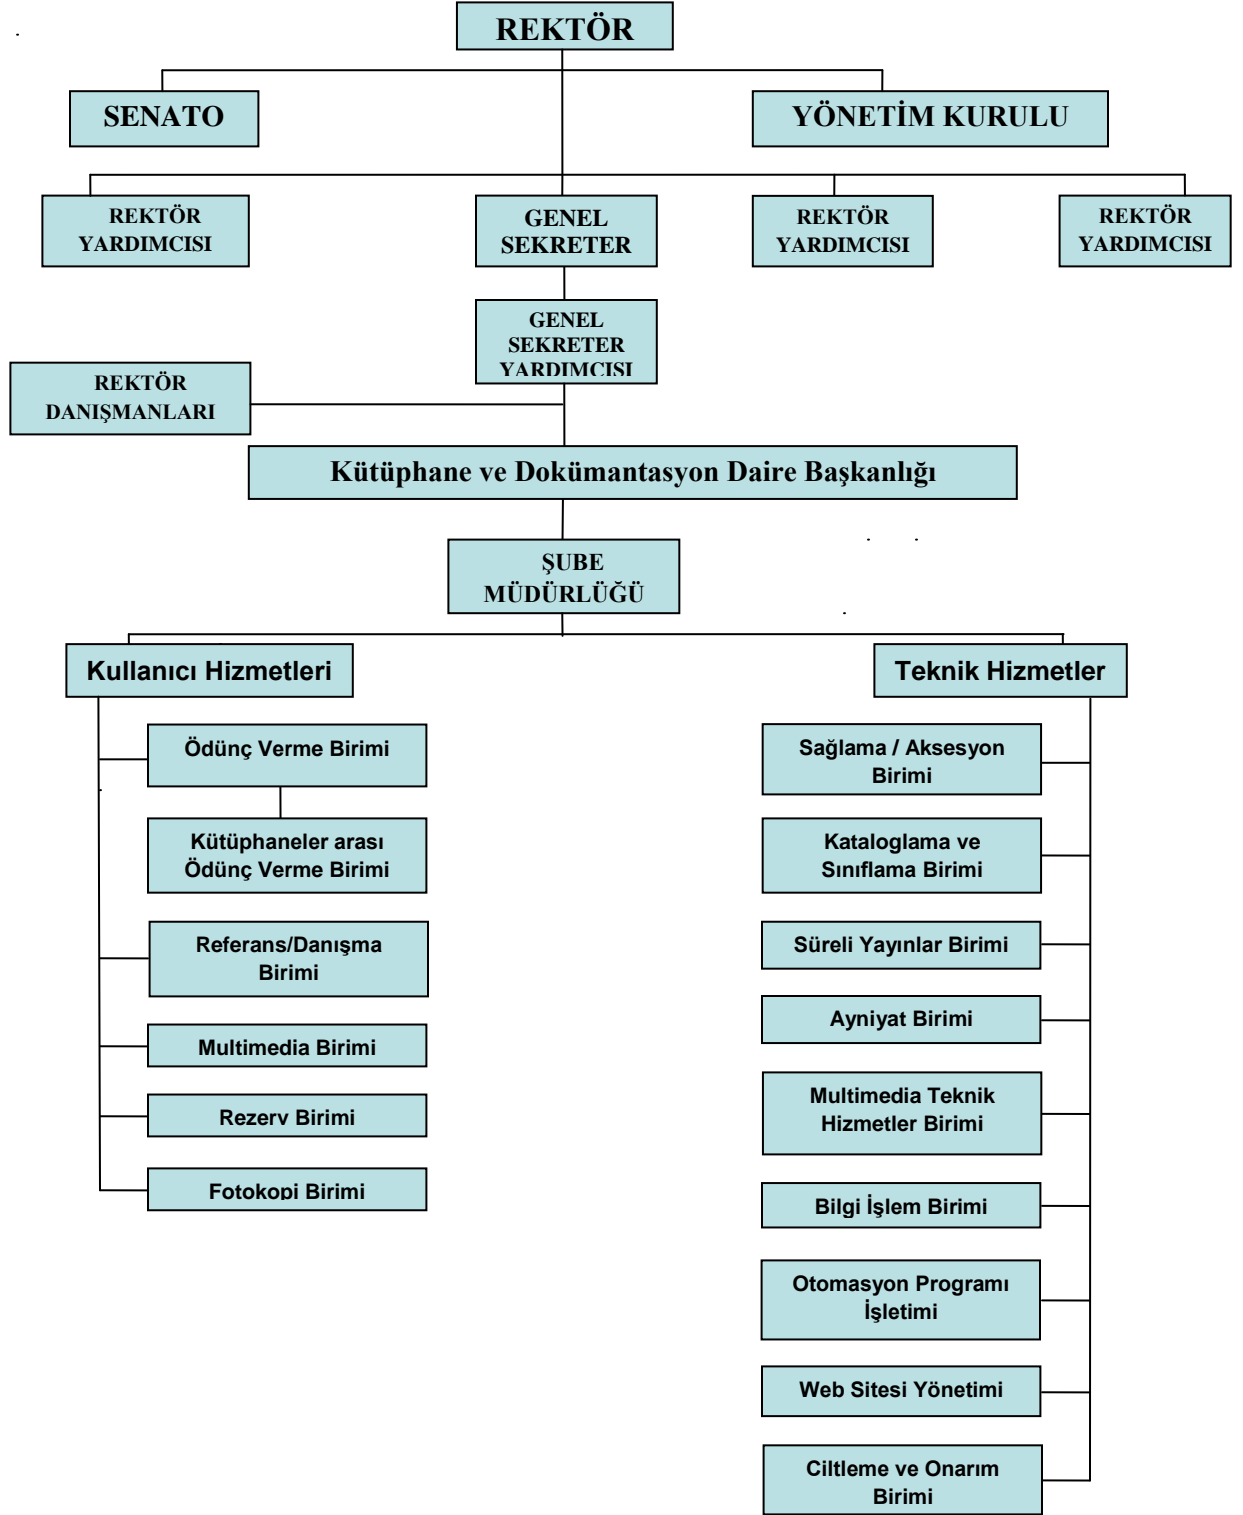 REKTÖR
SENATO
YÖNETİM KURULU
REKTÖR
YARDIMCISI
GENEL
SEKRETER
REKTÖR
YARDIMCISI
REKTÖR
YARDIMCISI
GENEL
SEKRETER
YARDIMCISI
REKTÖR
DANIŞMANLARI
Kütüphane ve Dokümantasyon Daire Başkanlığı
ŞUBE
MÜDÜRLÜĞÜ
Kullanıcı Hizmetleri
Ödünç Verme Birimi
Kütüphaneler arası
Ödünç Verme Birimi
Referans/Danışma
Birimi
Multimedia Birimi
Rezerv Birimi
Fotokopi Birimi
Teknik Hizmetler
Sağlama / Aksesyon
Birimi
Kataloglama ve
Sınıflama Birimi
Süreli Yayınlar Birimi
Ayniyat Birimi
Multimedia Teknik
Hizmetler Birimi
Bilgi İşlem Birimi
Otomasyon Programı
İşletimi
Web Sitesi Yönetimi
Ciltleme ve Onarım
Birimi